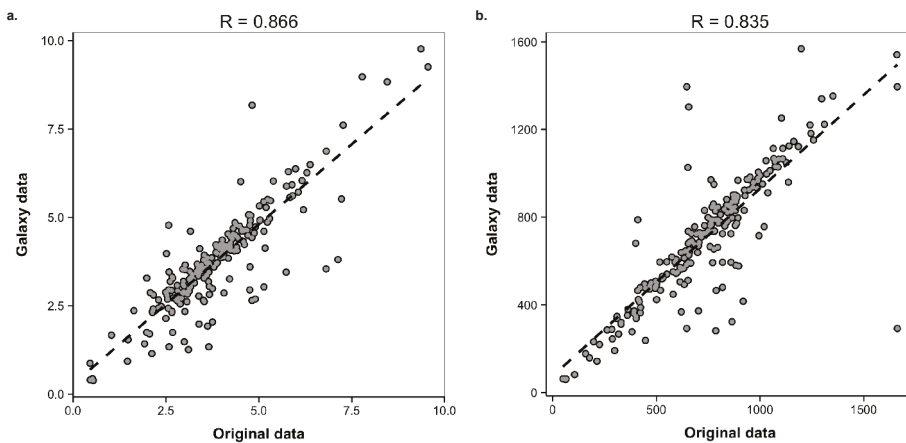 a.
R = 0.866
10.0
7.5
5.0
2.5
0.0
Galaxy data
0.0 2.5 5.0 7.5 10.0
Original data
b.
R = 0.835
1600
1200
800
400
0
Galaxy data
0 500 1000 1500
Original data